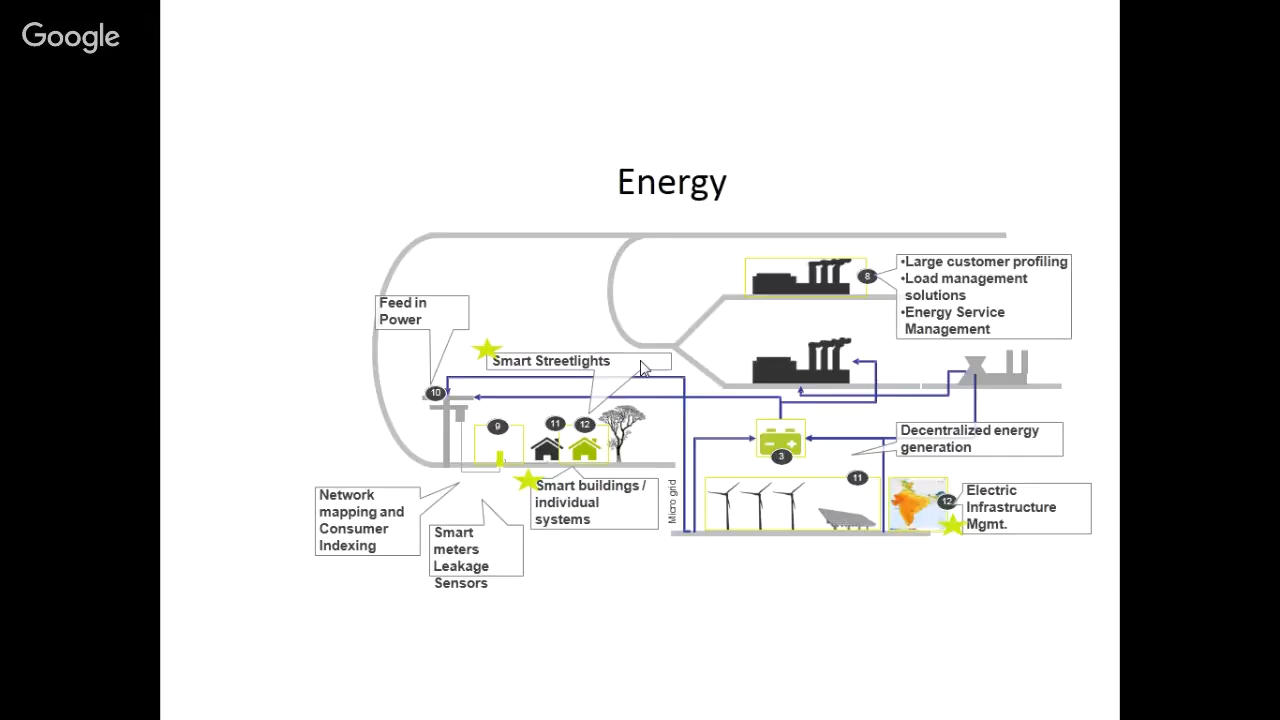 Google
Energy
•Large customer profiling
•Load management
solutions
•Energy Service
Management
8
Feed in
Power
Smart Streetlights
10
9
11
12
Decentralized energy
generation
3
Smart buildings /
individual
systems
Micro grid
11
12
Electric
Infrastructure
Mgmt.
Network
mapping and
Consumer
Indexing
Smart
meters
Leakage
Sensors